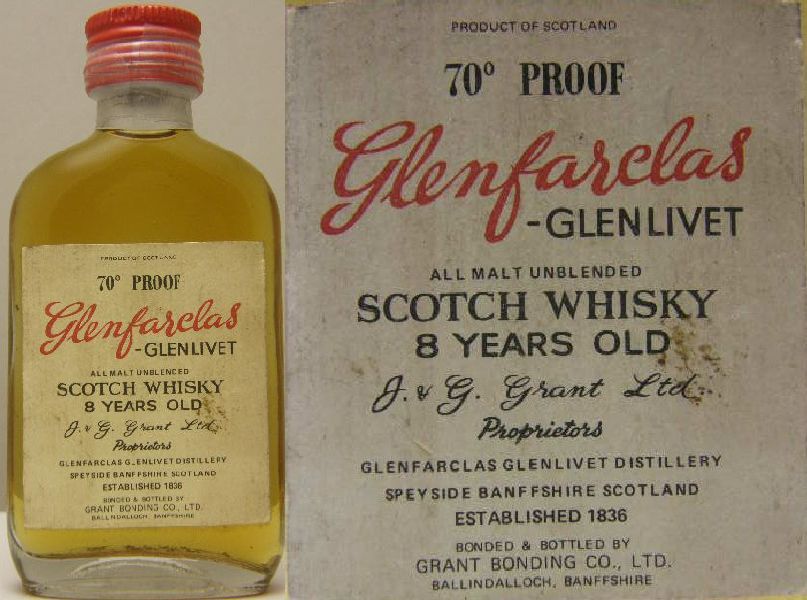 PRODUCT OF SCOTLAND
70° PROOF
Glenfarclas
-GLENLIVET
ALL MALT UNBLENDED
SCOTCH WHISKY
8 YEARS OLD
J. & G. Grant Ltd.
Proprietors
GLENFARCLAS GLENLIVET DISTILLERY
SPEYSIDE BANFFSHIRE SCOTLAND
ESTABLISHED 1836
BONDED & BOTTLED BY
GRANT BONDING CO., LTD.
BALLINDALLOCH, BANFFSHIRE
PRODUCT OF SCOTLAND
70° PROOF
Glenfarclas
-GLENLIVET
ALL MALT UNBLENDED
SCOTCH WHISKY
8 YEARS OLD
J. & G. Grant Ltd.
Proprietors
GLENFARCLAS GLENLIVET DISTILLERY
SPEYSIDE BANFFSHIRE SCOTLAND
ESTABLISHED 1836
BONDED & BOTTLED BY
GRANT BONDING CO., LTD.
BALLINDALLOCH, BANFFSHIRE